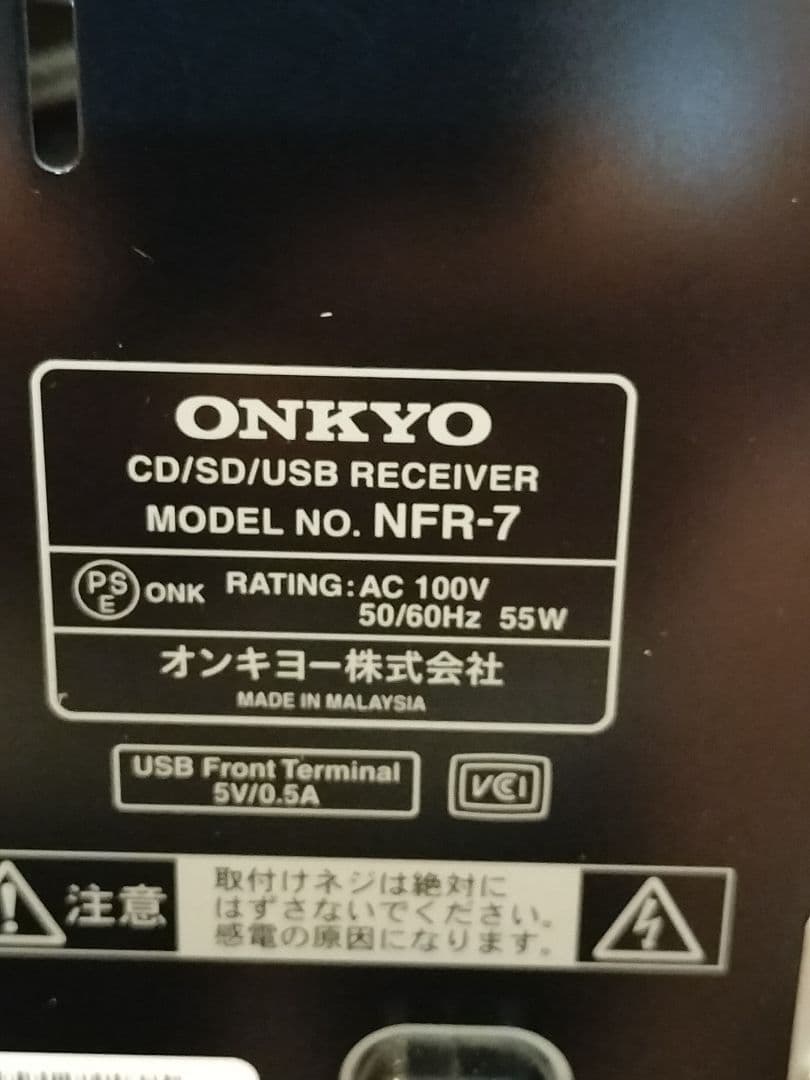 ONKYO
CD/SD/USB RECEIVER
MODEL NO. NFR-7
PS
E
ONK
RATING: AC 100V
50/60Hz 55W
オンキヨー株式会社
MADE IN MALAYSIA
USB Front Terminal
5V/0.5A
VCI
注意
取付けネジは絶対に
はずさないでください。
感電の原因になります。